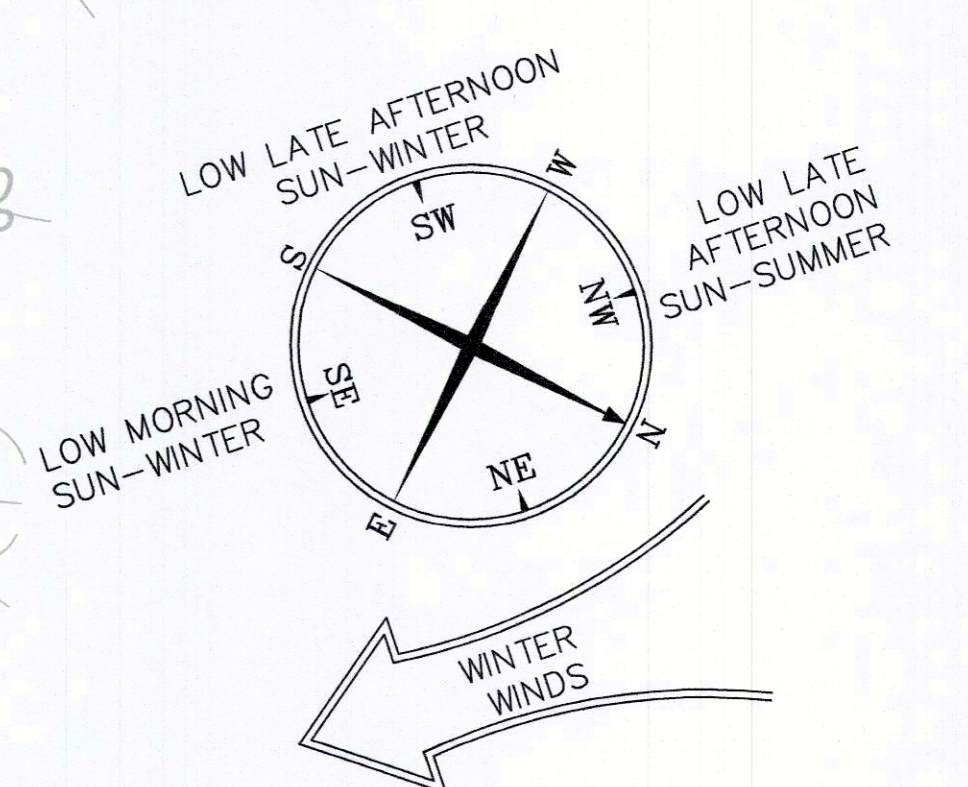 LOW LATE AFTERNOON
SUN-WINTER
W
LOW LATE
AFTERNOON
SUN-SUMMER
S
SW
NW
SE
LOW MORNING
SUN-WINTER
N
NE
E
WINTER
WINDS